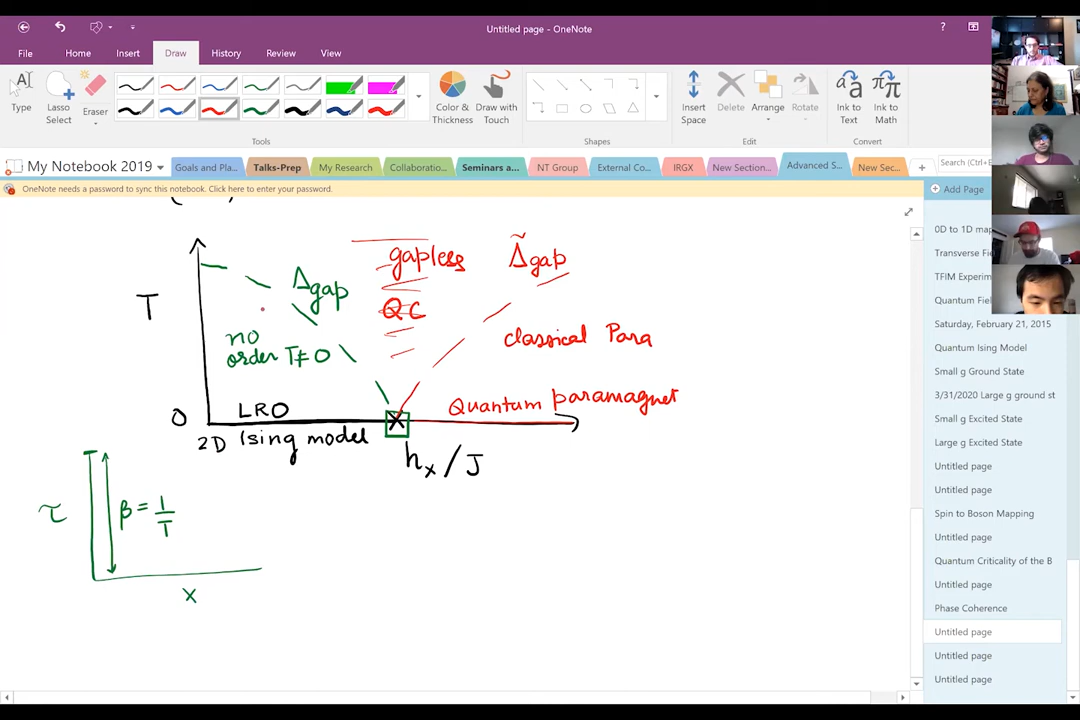 Untitled page - OneNote
?
File Home Insert Draw History Review View
Type
Lasso Select
Eraser
Color & Thickness
Draw with Touch
Insert Space
Delete
Arrange
Rotate
Ink to Text
Ink to Math
Tools
Shapes
Edit
Convert
My Notebook 2019
Goals and Pla...
Talks-Prep
My Research
Collaboratio...
Seminars a...
NT Group
External Co...
IRGX
New Section...
Advanced S...
New Sec...
Search (Ctrl+E
OneNote needs a password to sync this notebook. Click here to enter your password.
Add Page
gapless
Δ̃gap
Δgap
QC
T
no
order T≠0
classical Para
LRO
Quantum paramagnet
0
2D Ising model
hx/J
τ
β = 1/T
x
0D to 1D map
Transverse Fi
TFIM Experim
Quantum Field
Saturday, February 21, 2015
Quantum Ising Model
Small g Ground State
3/31/2020 Large g ground st
Small g Excited State
Large g Excited State
Untitled page
Untitled page
Spin to Boson Mapping
Untitled page
Quantum Criticality of the B
Untitled page
Phase Coherence
Untitled page
Untitled page
Untitled page